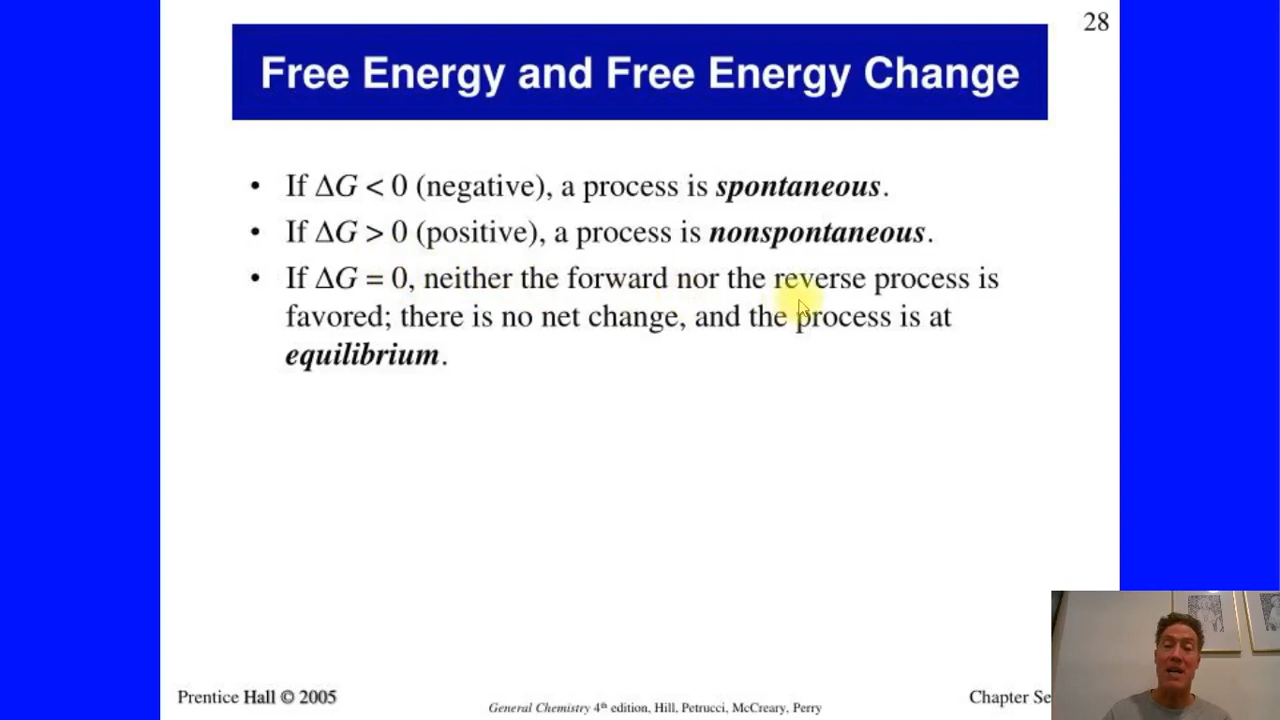 28
Free Energy and Free Energy Change
• If ΔG < 0 (negative), a process is spontaneous.
• If ΔG > 0 (positive), a process is nonspontaneous.
• If ΔG = 0, neither the forward nor the reverse process is
favored; there is no net change, and the process is at
equilibrium.
Prentice Hall © 2005
General Chemistry 4th edition, Hill, Petrucci, McCreary, Perry
Chapter Se